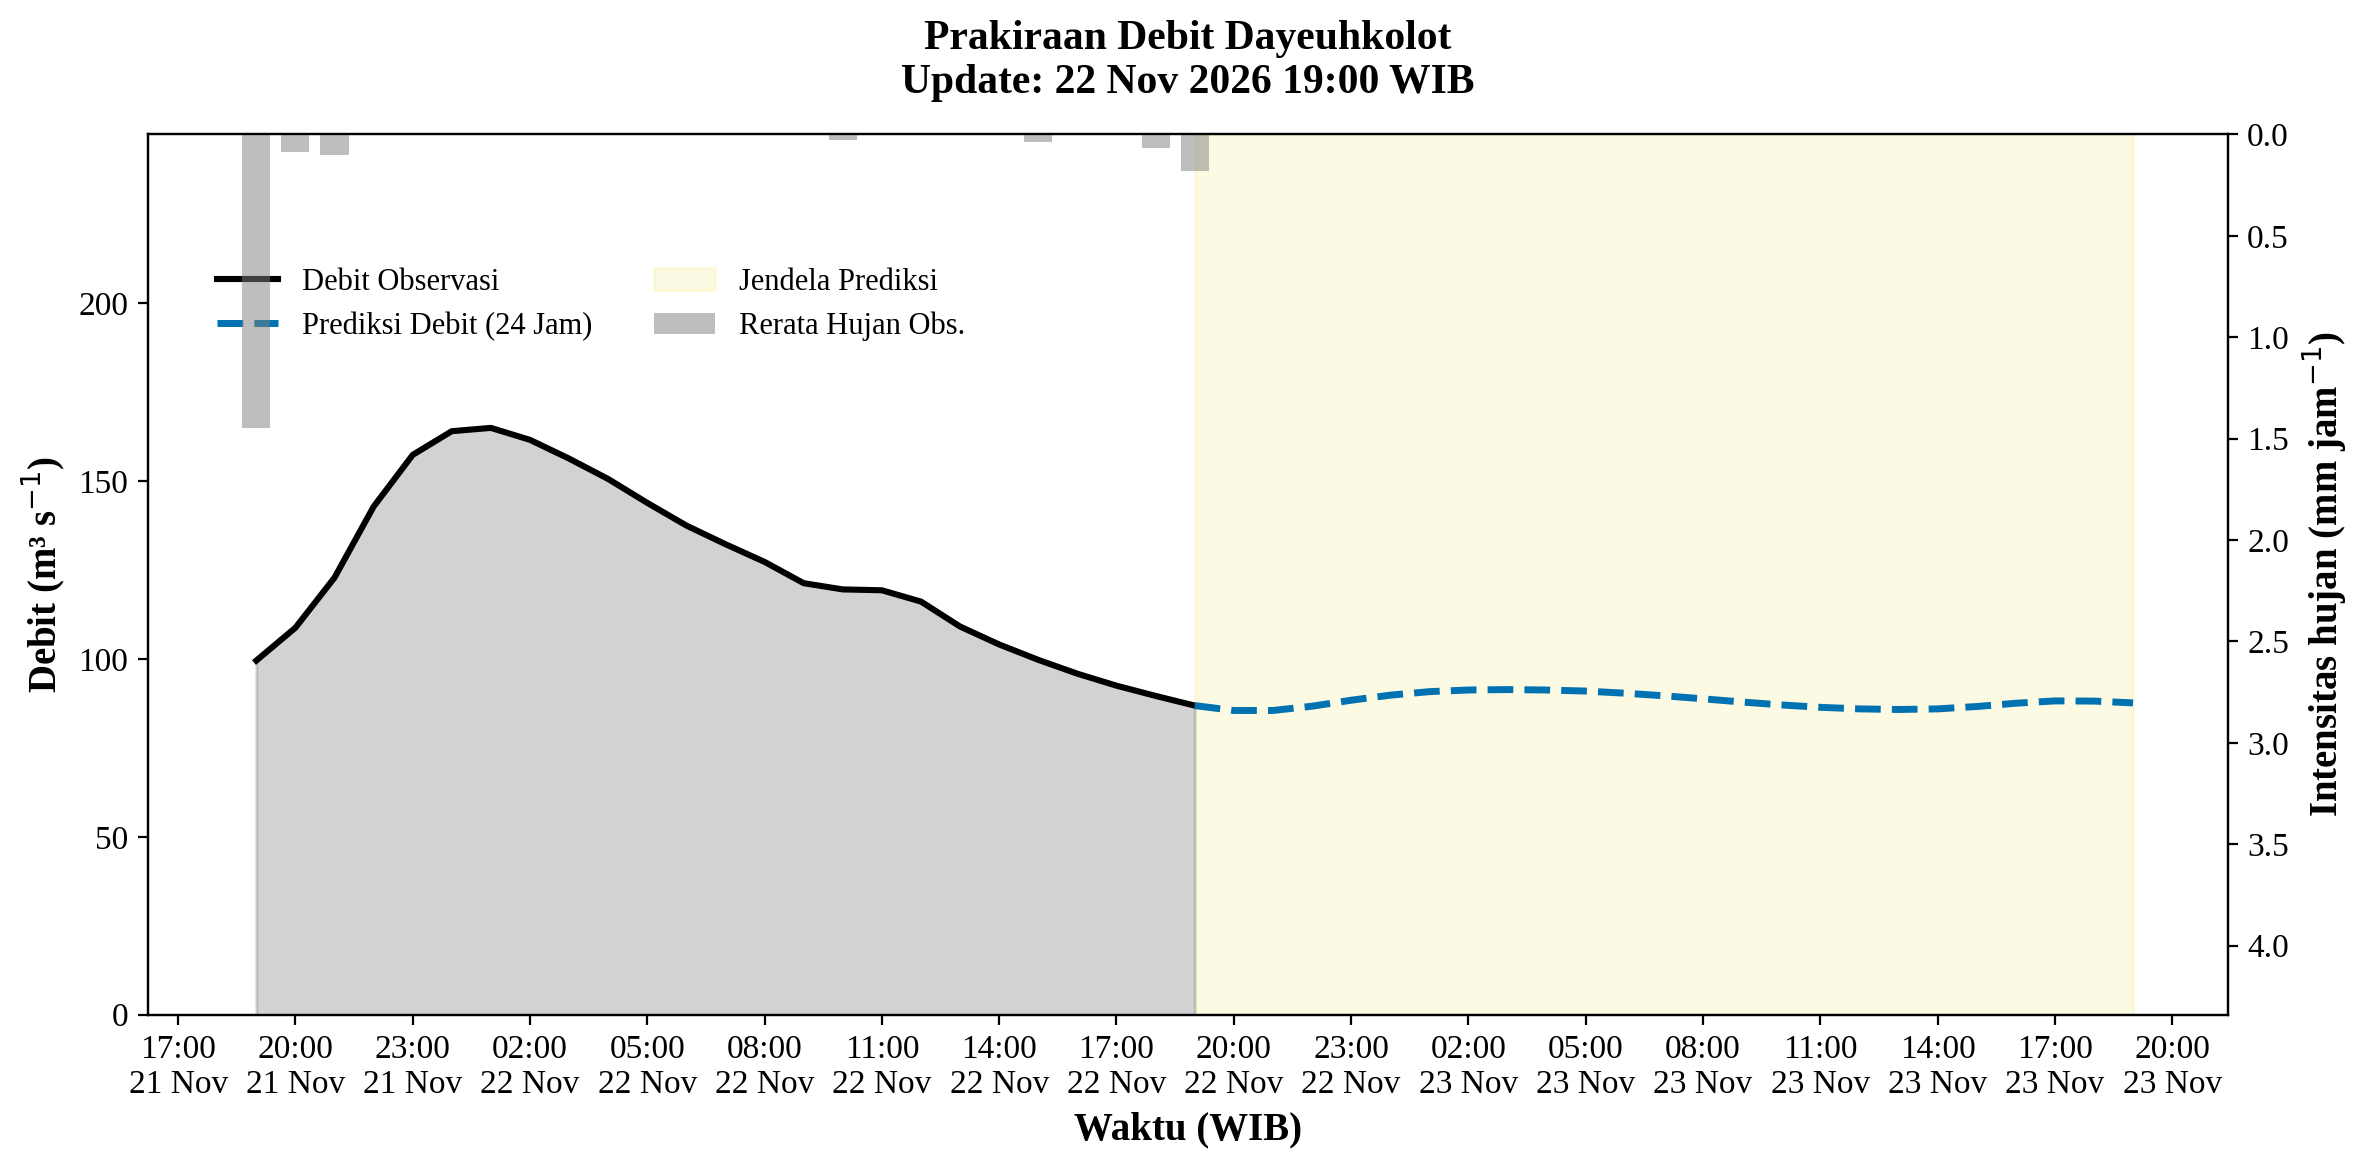 Prakiraan Debit Dayeuhkolot
Update: 22 Nov 2026 19:00 WIB
Debit (m³ s⁻¹)
200
150
100
50
0
Debit Observasi
Prediksi Debit (24 Jam)
Jendela Prediksi
Rerata Hujan Obs.
0.0
0.5
1.0
1.5
2.0
2.5
3.0
3.5
4.0
Intensitas hujan (mm jam⁻¹)
17:00 20:00 23:00 02:00 05:00 08:00 11:00 14:00 17:00 20:00 23:00 02:00 05:00 08:00 11:00 14:00 17:00 20:00
21 Nov 21 Nov 21 Nov 22 Nov 22 Nov 22 Nov 22 Nov 22 Nov 22 Nov 22 Nov 22 Nov 23 Nov 23 Nov 23 Nov 23 Nov 23 Nov 23 Nov 23 Nov
Waktu (WIB)